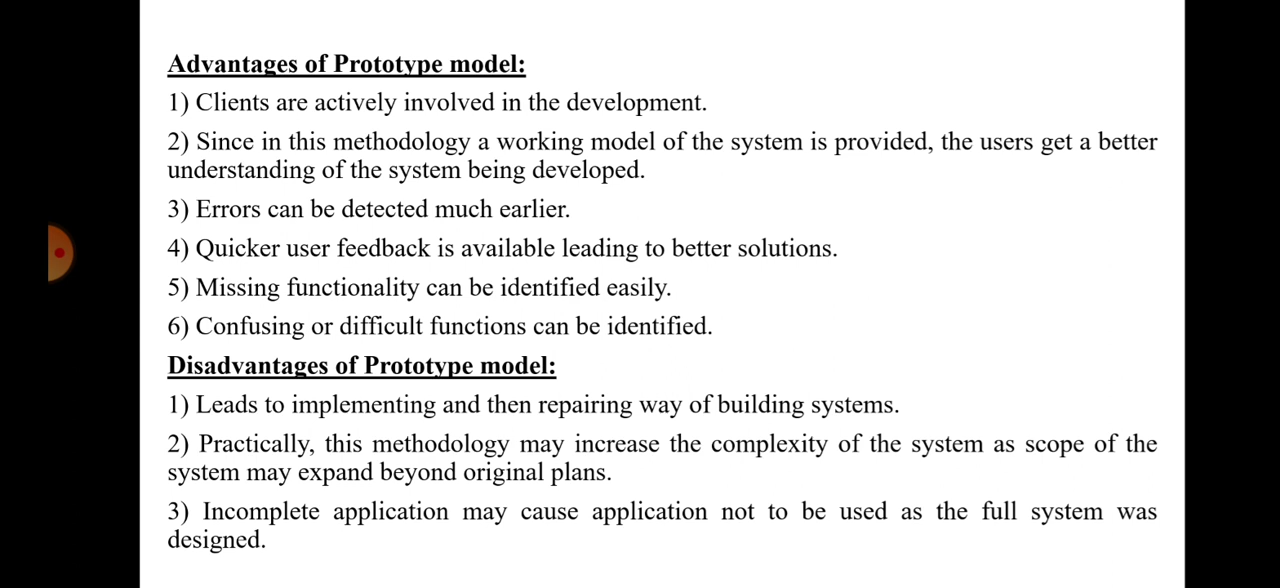 Advantages of Prototype model:
1) Clients are actively involved in the development.
2) Since in this methodology a working model of the system is provided, the users get a better
understanding of the system being developed.
3) Errors can be detected much earlier.
4) Quicker user feedback is available leading to better solutions.
5) Missing functionality can be identified easily.
6) Confusing or difficult functions can be identified.
Disadvantages of Prototype model:
1) Leads to implementing and then repairing way of building systems.
2) Practically, this methodology may increase the complexity of the system as scope of the
system may expand beyond original plans.
3) Incomplete application may cause application not to be used as the full system was
designed.